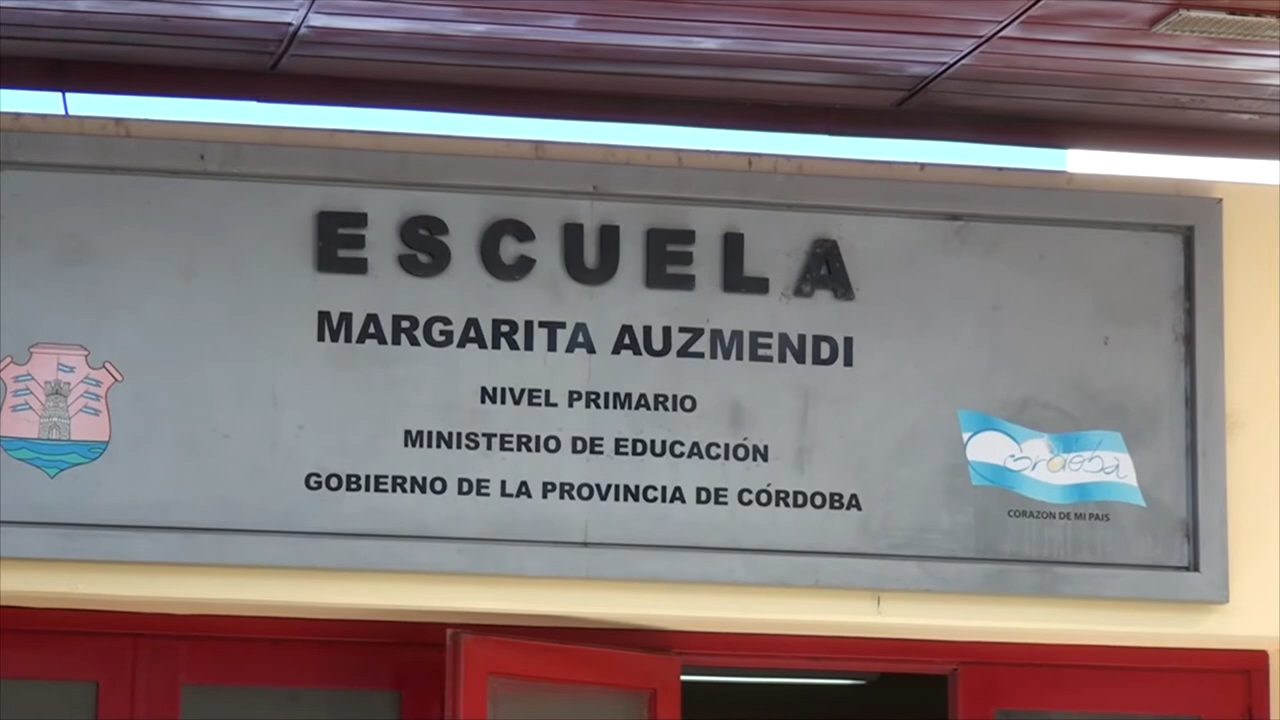 ESCUELA
MARGARITA AUZMENDI
NIVEL PRIMARIO
MINISTERIO DE EDUCACIÓN
GOBIERNO DE LA PROVINCIA DE CÓRDOBA
Córdoba
CORAZON DE MI PAIS